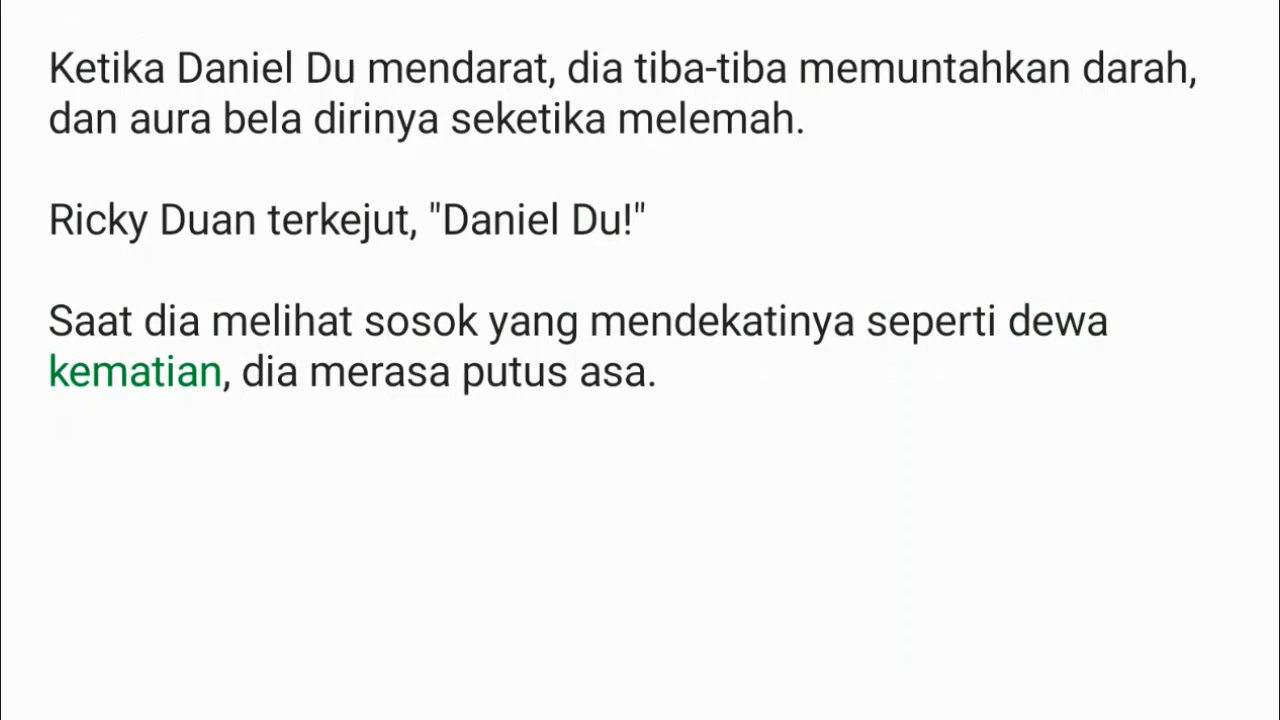 Ketika Daniel Du mendarat, dia tiba-tiba memuntahkan darah,
dan aura bela dirinya seketika melemah.
Ricky Duan terkejut, "Daniel Du!"
Saat dia melihat sosok yang mendekatinya seperti dewa
kematian, dia merasa putus asa.